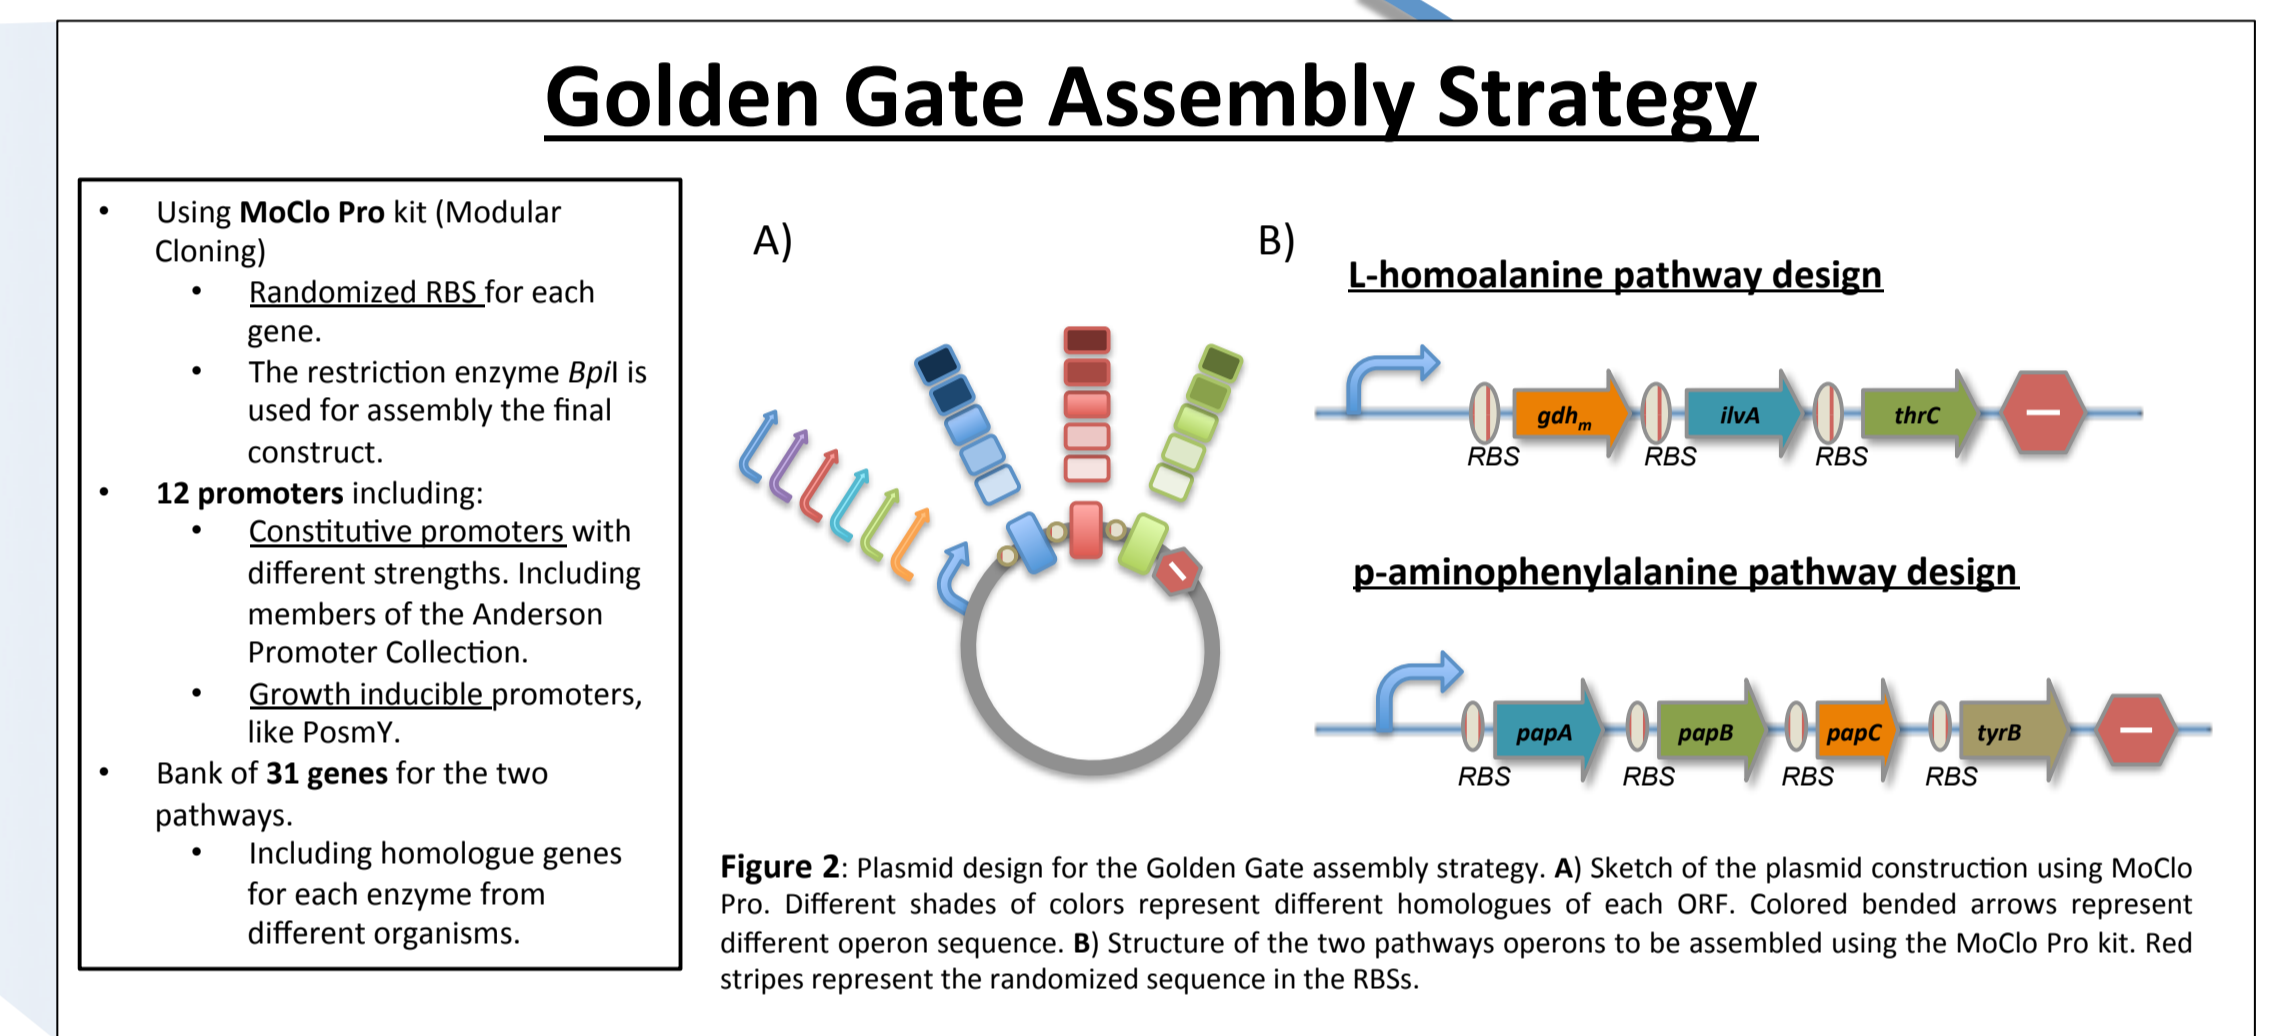 Golden Gate Assembly Strategy
• Using MoClo Pro kit (Modular
Cloning)
• Randomized RBS for each
gene.
• The restriction enzyme BpiI is
used for assembly the final
construct.
• 12 promoters including:
• Constitutive promoters with
different strengths. Including
members of the Anderson
Promoter Collection.
• Growth inducible promoters,
like PosmY.
• Bank of 31 genes for the two
pathways.
• Including homologue genes
for each enzyme from
different organisms.
A)
B)
L-homoalanine pathway design
gdhm ilvA thrC
RBS RBS RBS
p-aminophenylalanine pathway design
papA papB papC tyrB
RBS RBS RBS RBS
Figure 2: Plasmid design for the Golden Gate assembly strategy. A) Sketch of the plasmid construction using MoClo
Pro. Different shades of colors represent different homologues of each ORF. Colored bended arrows represent
different operon sequence. B) Structure of the two pathways operons to be assembled using the MoClo Pro kit. Red
stripes represent the randomized sequence in the RBSs.